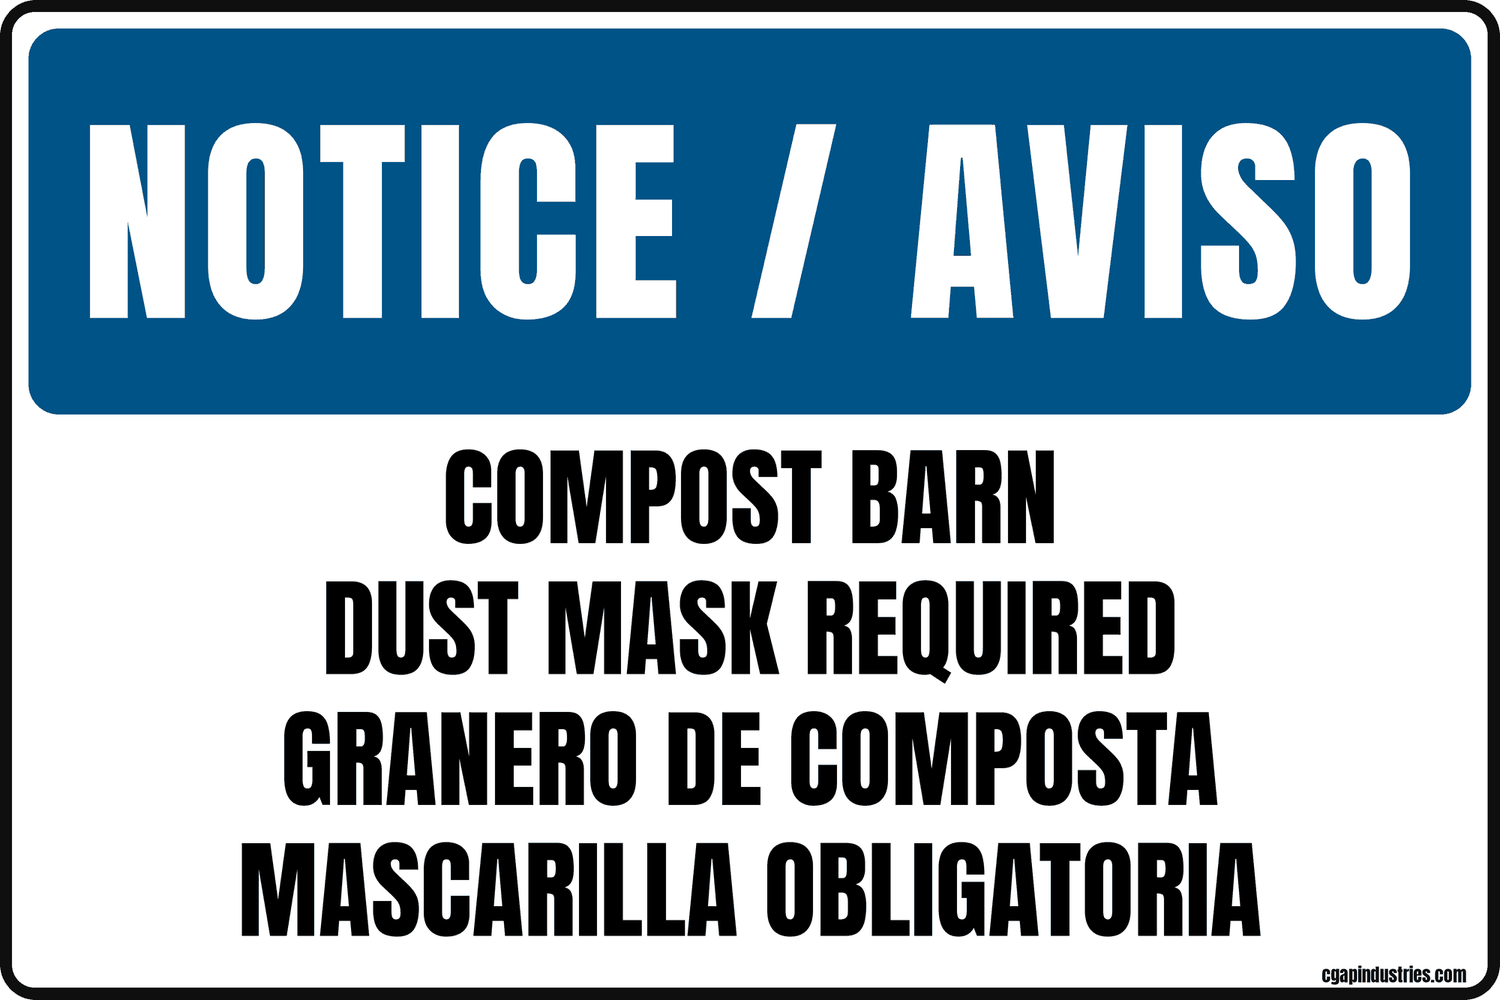 NOTICE / AVISO
COMPOST BARN
DUST MASK REQUIRED
GRANERO DE COMPOSTA
MASCARILLA OBLIGATORIA
cgapindustries.com